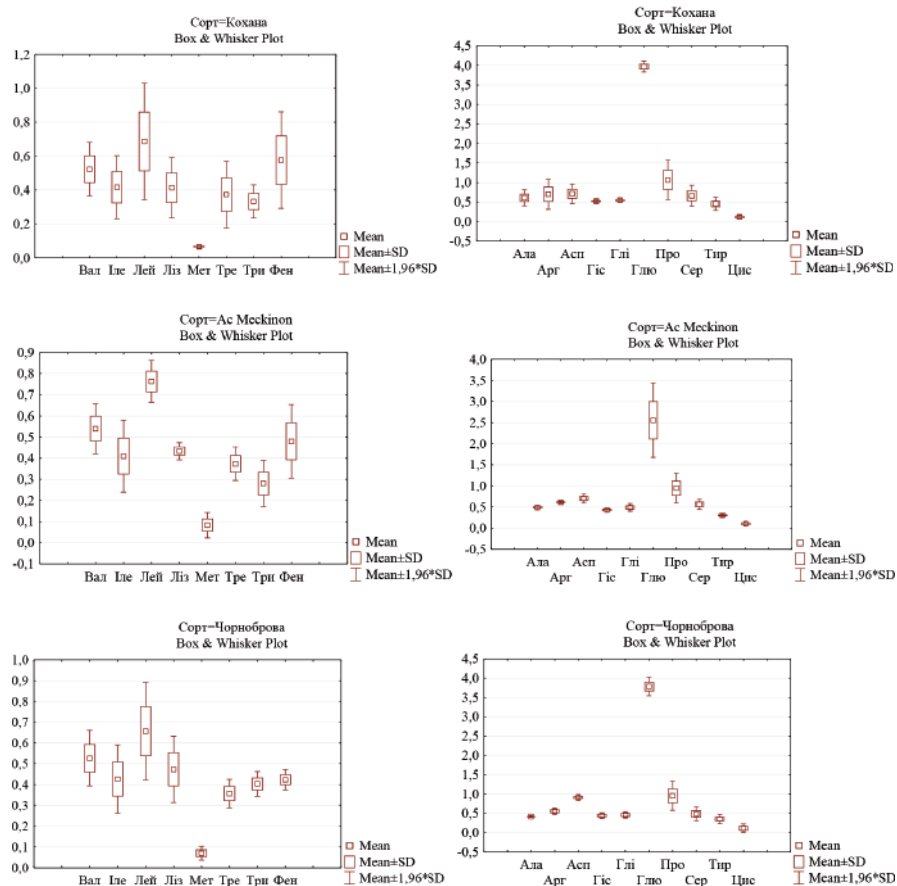 Сорт=Кохана
Box & Whisker Plot
1,2
1,0
0,8
0,6
0,4
0,2
0,0
Вал Іле Лей Ліз Мет Тре Три Фен
Mean
Mean±SD
Mean±1,96*SD
Сорт=Кохана
Box & Whisker Plot
4,5
4,0
3,5
3,0
2,5
2,0
1,5
1,0
0,5
0,0
-0,5
Ала Асп Глі Про Тир
Арг Гіс Глю Сер Цис
Mean
Mean±SD
Mean±1,96*SD
Сорт=Ac Meckinon
Box & Whisker Plot
0,9
0,8
0,7
0,6
0,5
0,4
0,3
0,2
0,1
0,0
-0,1
Вал Іле Лей Ліз Мет Тре Три Фен
Mean
Mean±SD
Mean±1,96*SD
Сорт=Ac Meckinon
Box & Whisker Plot
4,0
3,5
3,0
2,5
2,0
1,5
1,0
0,5
0,0
-0,5
Ала Асп Глі Про Тир
Арг Гіс Глю Сер Цис
Mean
Mean±SD
Mean±1,96*SD
Сорт=Чорноброва
Box & Whisker Plot
1,0
0,9
0,8
0,7
0,6
0,5
0,4
0,3
0,2
0,1
0,0
Вал Іле Лей Ліз Мет Тре Три Фен
Mean
Mean±SD
Mean±1,96*SD
Сорт=Чорноброва
Box & Whisker Plot
4,5
4,0
3,5
3,0
2,5
2,0
1,5
1,0
0,5
0,0
-0,5
Ала Асп Глі Про Тир
Арг Гіс Глю Сер Цис
Mean
Mean±SD
Mean±1,96*SD